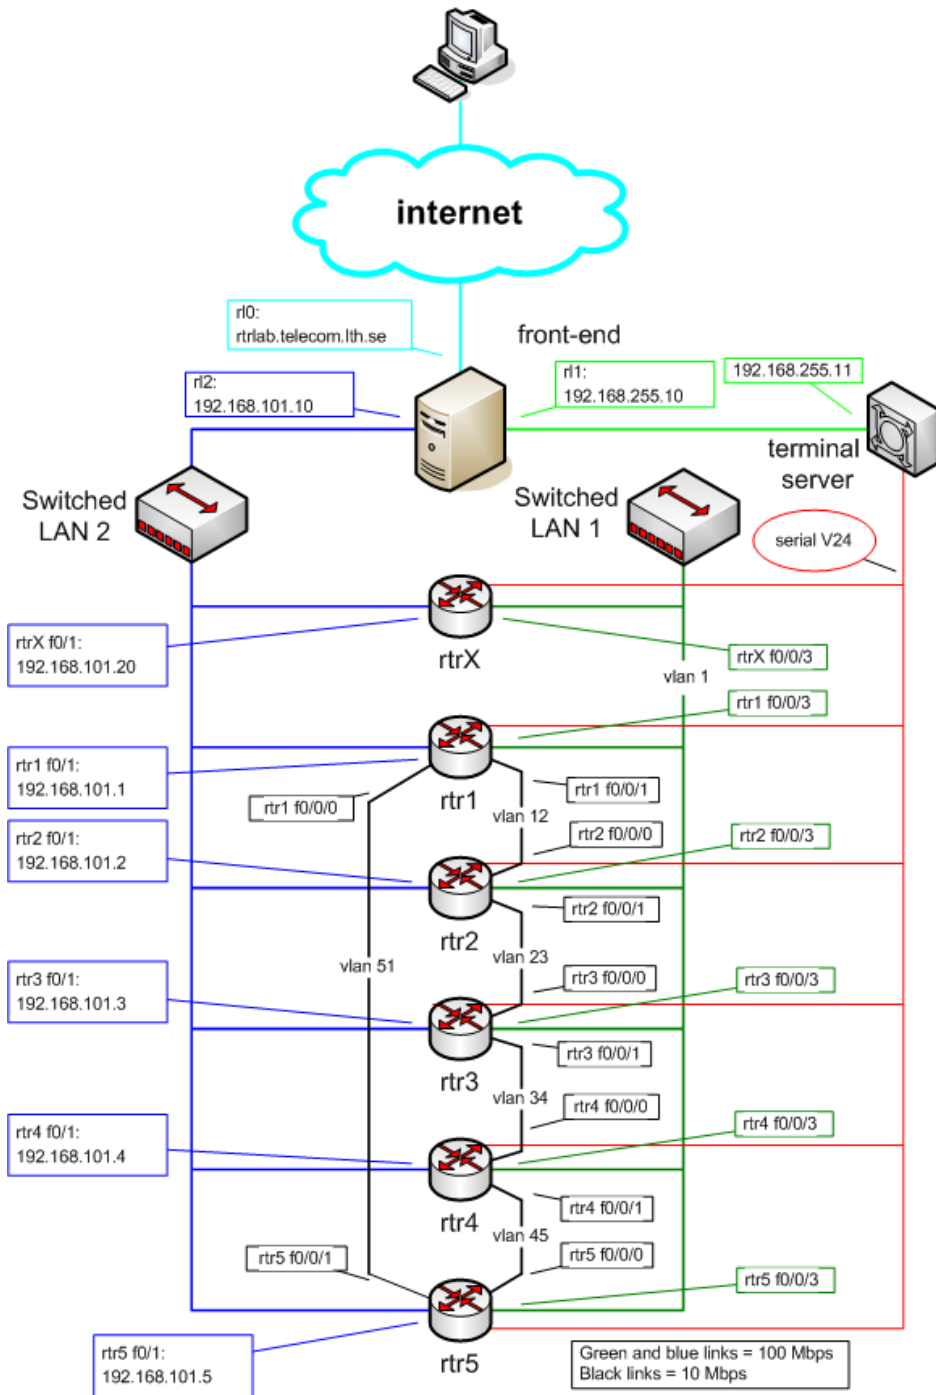 internet
rl0:
rtrlab.telecom.lth.se
front-end
rl2:
192.168.101.10
rl1:
192.168.255.10
192.168.255.11
terminal
server
Switched
LAN 2
Switched
LAN 1
serial V24
rtrX f0/1:
192.168.101.20
rtrX
rtrX f0/0/3
vlan 1
rtr1 f0/0/3
rtr1 f0/1:
192.168.101.1
rtr1
rtr1 f0/0/0
rtr1 f0/0/1
vlan 12
rtr2 f0/0/0
rtr2 f0/0/3
rtr2 f0/1:
192.168.101.2
rtr2 f0/0/1
rtr2
vlan 23
vlan 51
rtr3 f0/0/0
rtr3 f0/0/3
rtr3 f0/1:
192.168.101.3
rtr3
rtr3 f0/0/1
vlan 34
rtr4 f0/0/0
rtr4 f0/0/3
rtr4 f0/1:
192.168.101.4
rtr4
rtr4 f0/0/1
vlan 45
rtr5 f0/0/1
rtr5 f0/0/0
rtr5 f0/0/3
rtr5 f0/1:
192.168.101.5
rtr5
Green and blue links = 100 Mbps
Black links = 10 Mbps